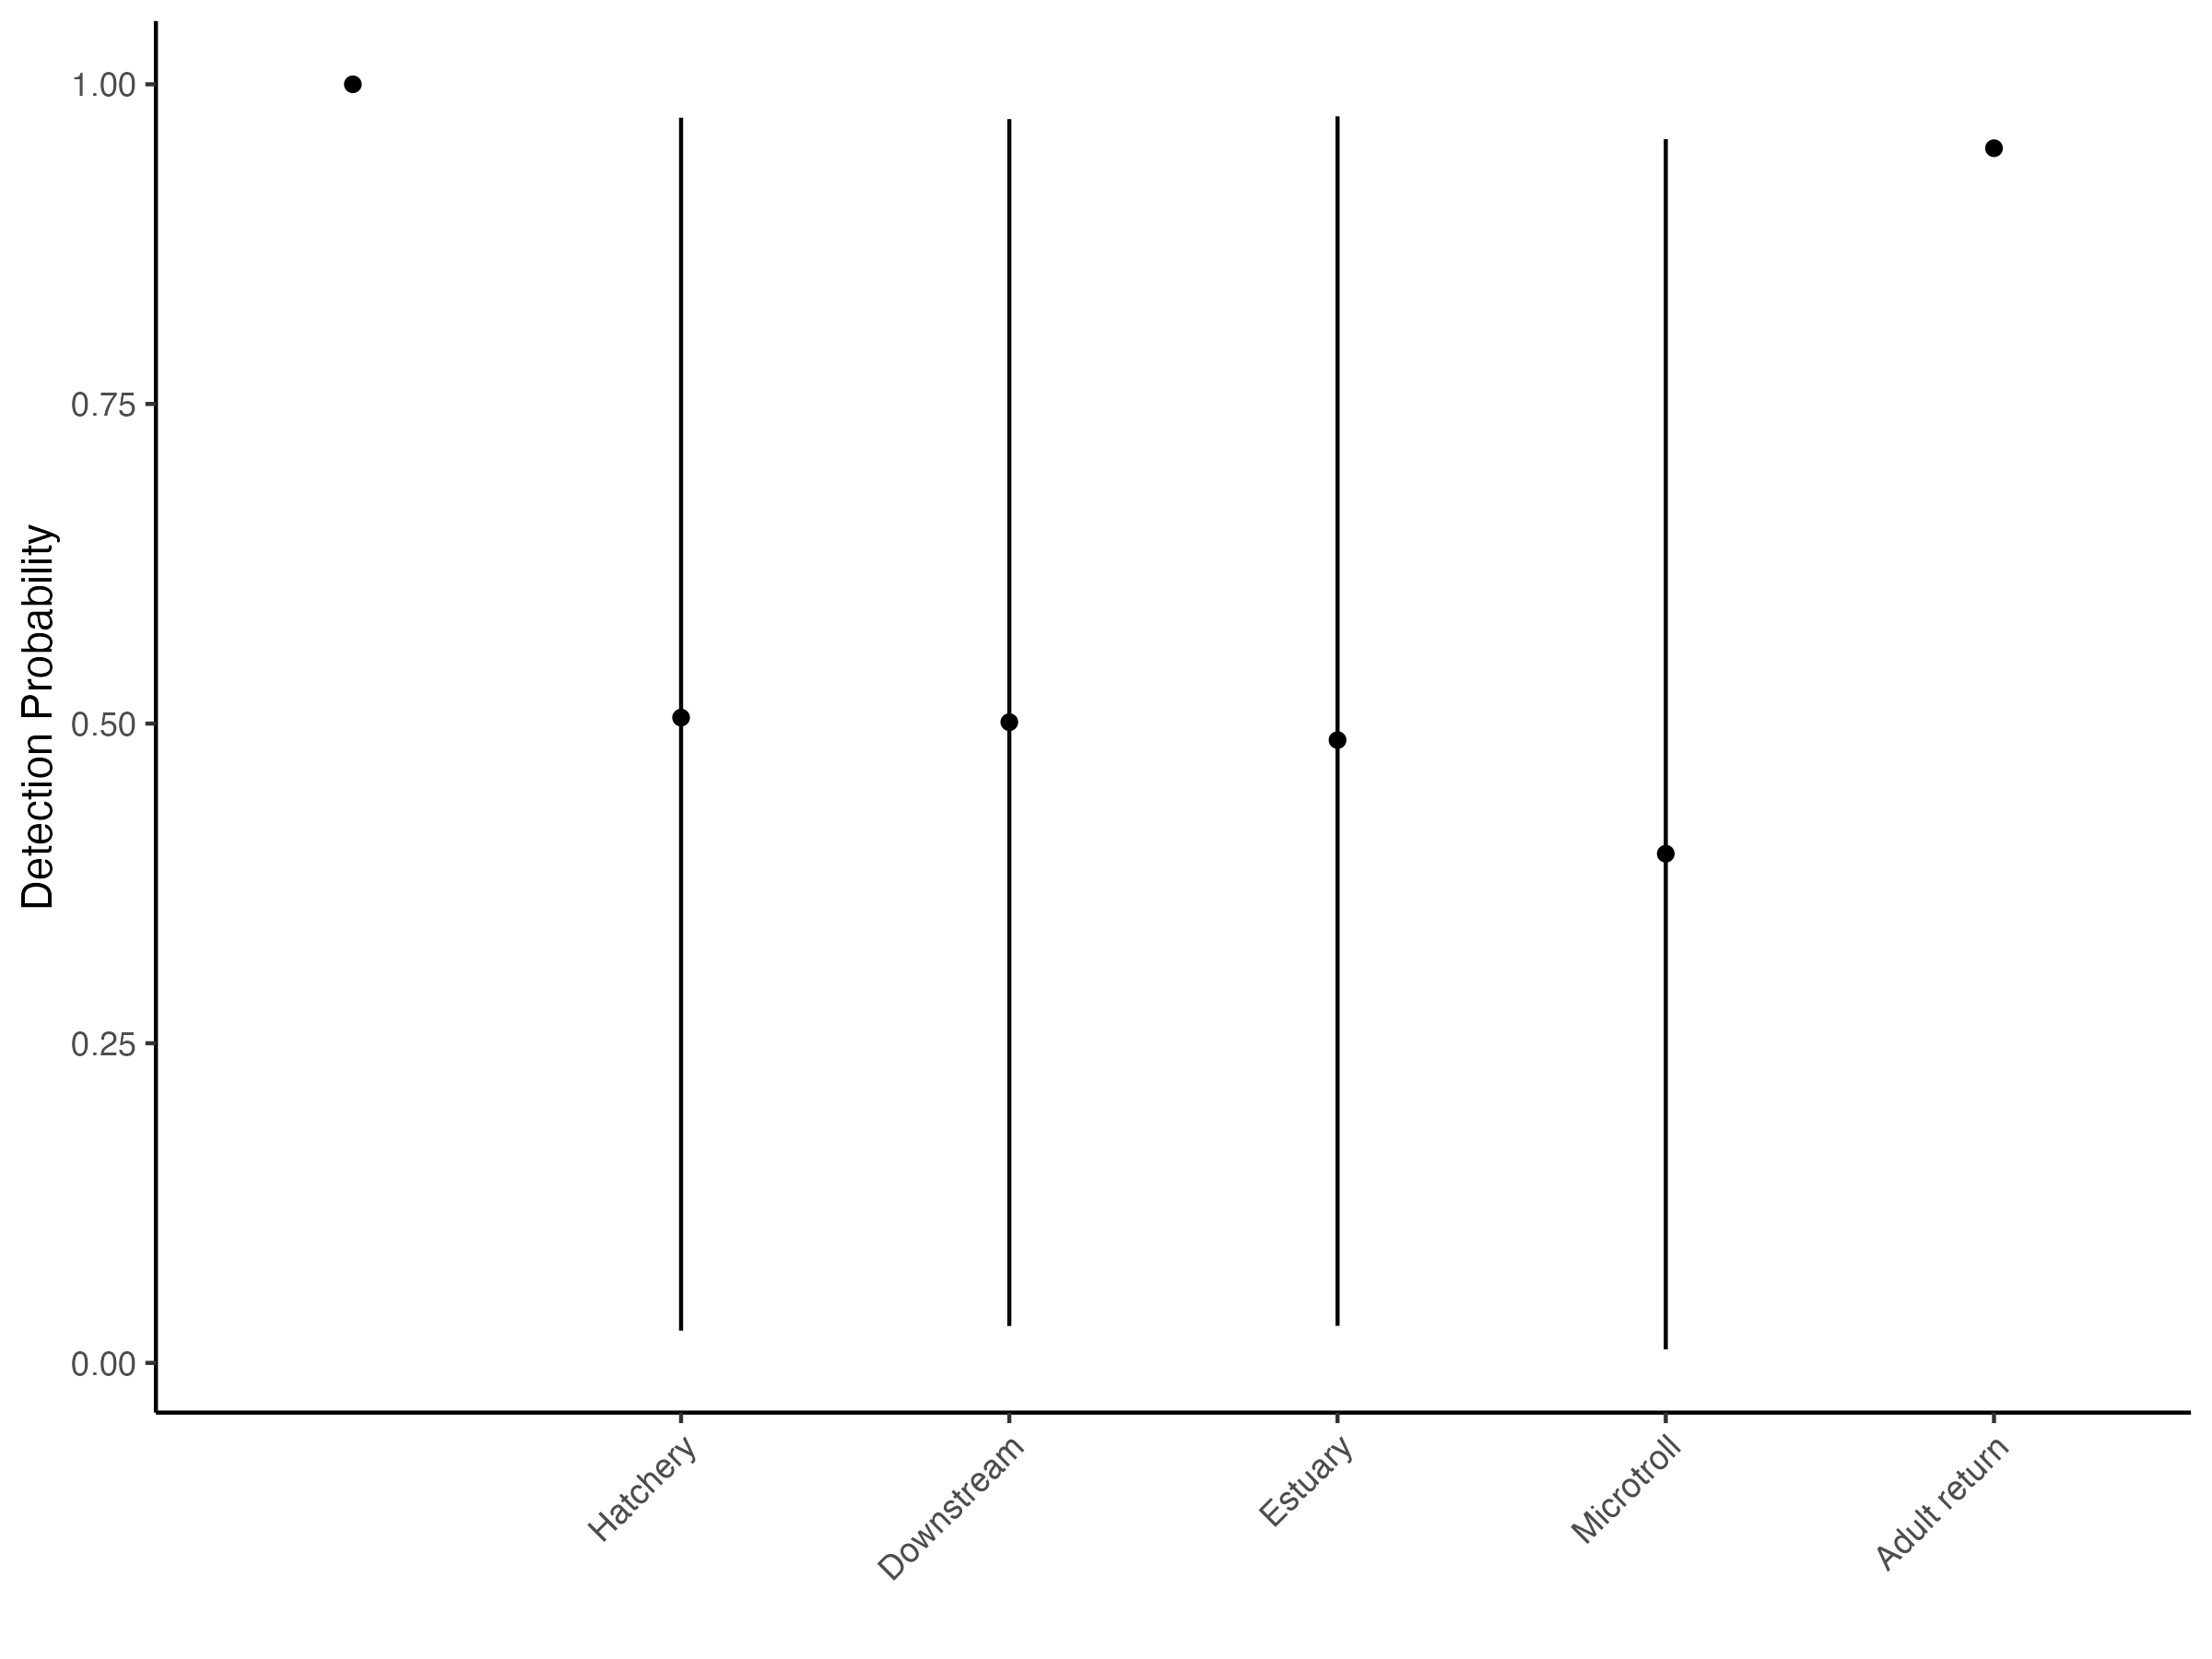 Detection Probability
1.00
0.75
0.50
0.25
0.00
Hatchery
Downstream
Estuary
Microtroll
Adult return